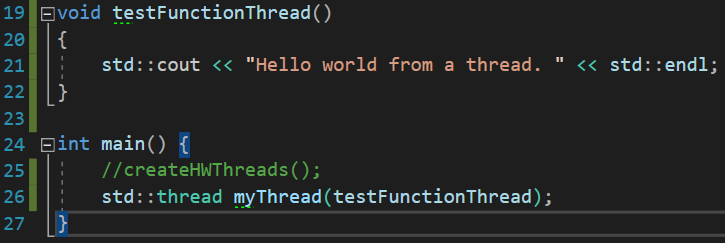 19 void testFunctionThread()
20 {
21     std::cout << "Hello world from a thread. " << std::endl;
22 }
23
24 int main() {
25     //createHWThreads();
26     std::thread myThread(testFunctionThread);
27 }